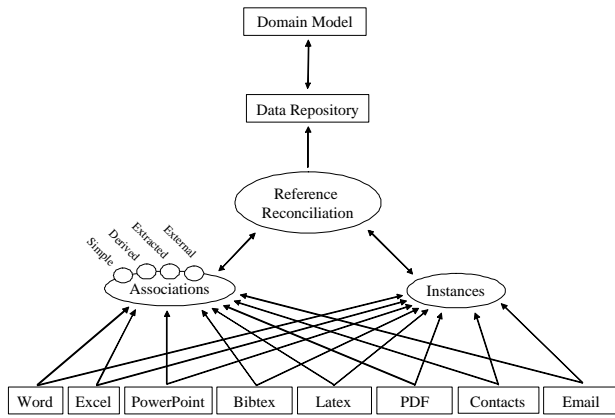 Domain Model
Data Repository
Reference
Reconciliation
Simple
Derived
Extracted
External
Associations
Instances
Word
Excel
PowerPoint
Bibtex
Latex
PDF
Contacts
Email